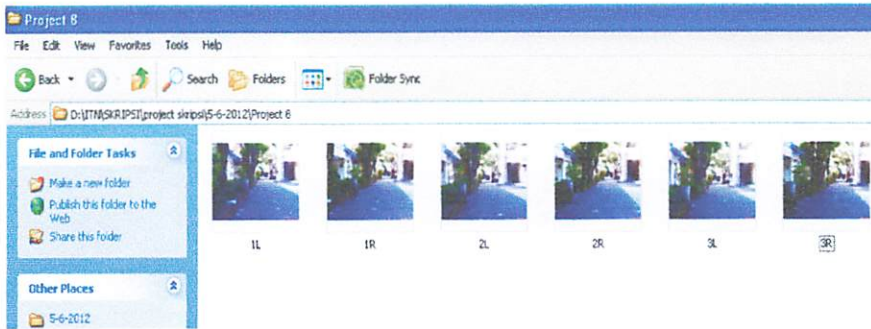 Project 8
File Edit View Favorites Tools Help
Back Search Folders Folder Sync
Address D:\ITN\SKRIPSI\project skripsi\5-6-2012\Project 8
File and Folder Tasks
Make a new folder
Publish this folder to the
Web
Share this folder
1L 1R 2L 2R 3L 3R
Other Places
5-6-2012